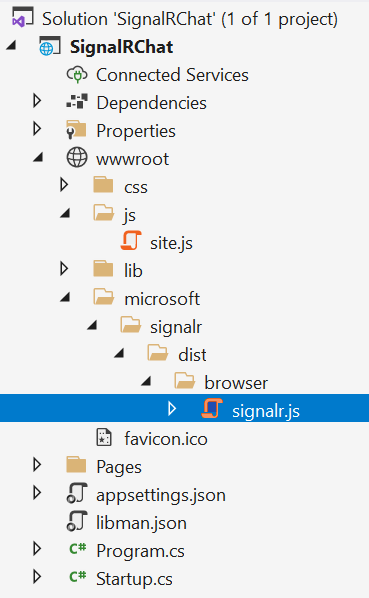 Solution 'SignalRChat' (1 of 1 project)
SignalRChat
Connected Services
Dependencies
Properties
wwwroot
css
js
site.js
lib
microsoft
signalr
dist
browser
signalr.js
favicon.ico
Pages
appsettings.json
libman.json
C# Program.cs
C# Startup.cs